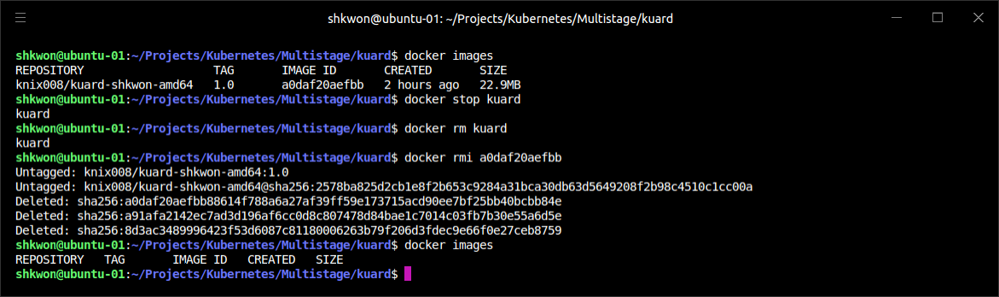 shkwon@ubuntu-01: ~/Projects/Kubernetes/Multistage/kuard
shkwon@ubuntu-01:~/Projects/Kubernetes/Multistage/kuard$ docker images
REPOSITORY                   TAG       IMAGE ID       CREATED       SIZE
knix008/kuard-shkwon-amd64   1.0       a0daf20aefbb   2 hours ago   22.9MB
shkwon@ubuntu-01:~/Projects/Kubernetes/Multistage/kuard$ docker stop kuard
kuard
shkwon@ubuntu-01:~/Projects/Kubernetes/Multistage/kuard$ docker rm kuard
kuard
shkwon@ubuntu-01:~/Projects/Kubernetes/Multistage/kuard$ docker rmi a0daf20aefbb
Untagged: knix008/kuard-shkwon-amd64:1.0
Untagged: knix008/kuard-shkwon-amd64@sha256:2578ba825d2cb1e8f2b653c9284a31bca30db63d5649208f2b98c4510c1cc00a
Deleted: sha256:a0daf20aefbb88614f788a6a27af39ff59e173715acd90ee7bf25bb40bcbb84e
Deleted: sha256:a91afa2142ec7ad3d196af6cc0d8c807478d84bae1c7014c03fb7b30e55a6d5e
Deleted: sha256:8d3ac3489996423f53d6087c81180006263b79f206d3fdec9e66f0e27ceb8759
shkwon@ubuntu-01:~/Projects/Kubernetes/Multistage/kuard$ docker images
REPOSITORY   TAG       IMAGE ID   CREATED   SIZE
shkwon@ubuntu-01:~/Projects/Kubernetes/Multistage/kuard$